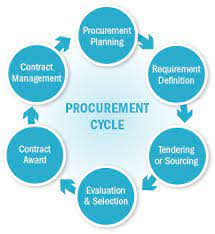 Procurement
Planning
Requirement
Definition
Tendering
or Sourcing
Evaluation
& Selection
Contract
Award
Contract
Management
PROCUREMENT
CYCLE